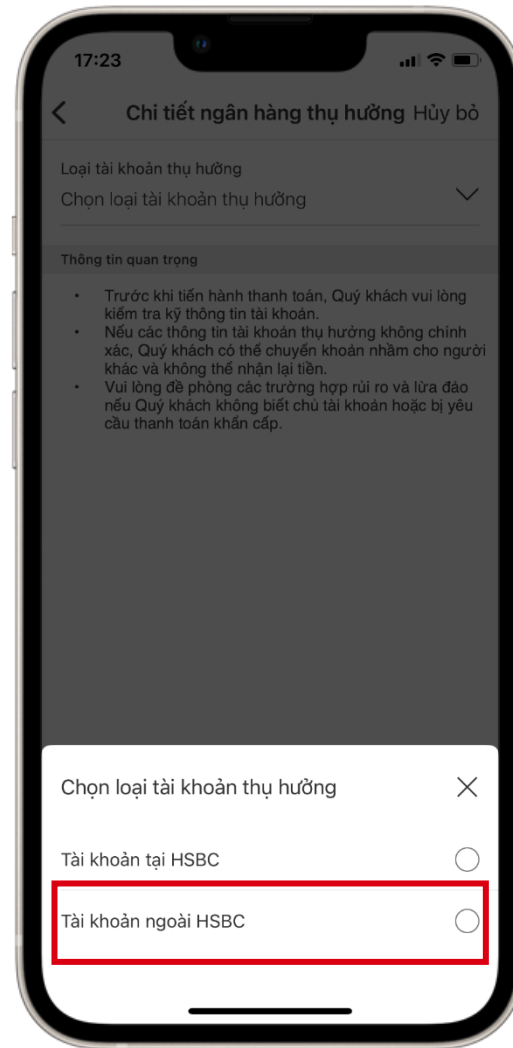 17:23
Chi tiết ngân hàng thụ hưởng Hủy bỏ
Loại tài khoản thụ hưởng
Chọn loại tài khoản thụ hưởng
Thông tin quan trọng
• Trước khi tiến hành thanh toán, Quý khách vui lòng
kiểm tra kỹ thông tin tài khoản.
• Nếu các thông tin tài khoản thụ hưởng không chính
xác, Quý khách có thể chuyển khoản nhầm cho người
khác và không thể nhận lại tiền.
• Vui lòng đề phòng các trường hợp rủi ro và lừa đảo
nếu Quý khách không biết chủ tài khoản hoặc bị yêu
cầu thanh toán khẩn cấp.
Chọn loại tài khoản thụ hưởng
Tài khoản tại HSBC
Tài khoản ngoài HSBC